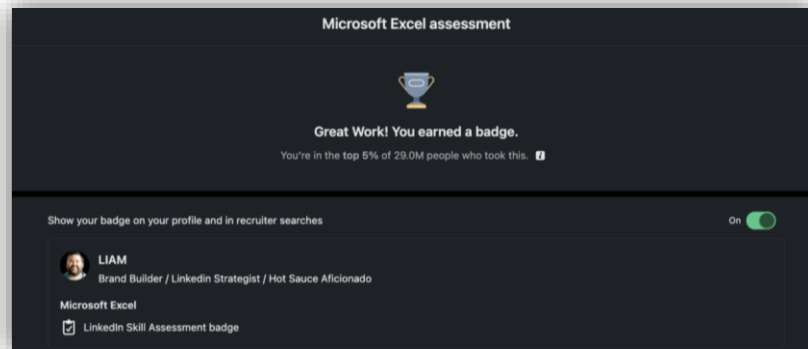 Microsoft Excel assessment
Great Work! You earned a badge.
You're in the top 5% of 29.0M people who took this.
Show your badge on your profile and in recruiter searches
On
LIAM
Brand Builder / Linkedin Strategist / Hot Sauce Aficionado
Microsoft Excel
LinkedIn Skill Assessment badge